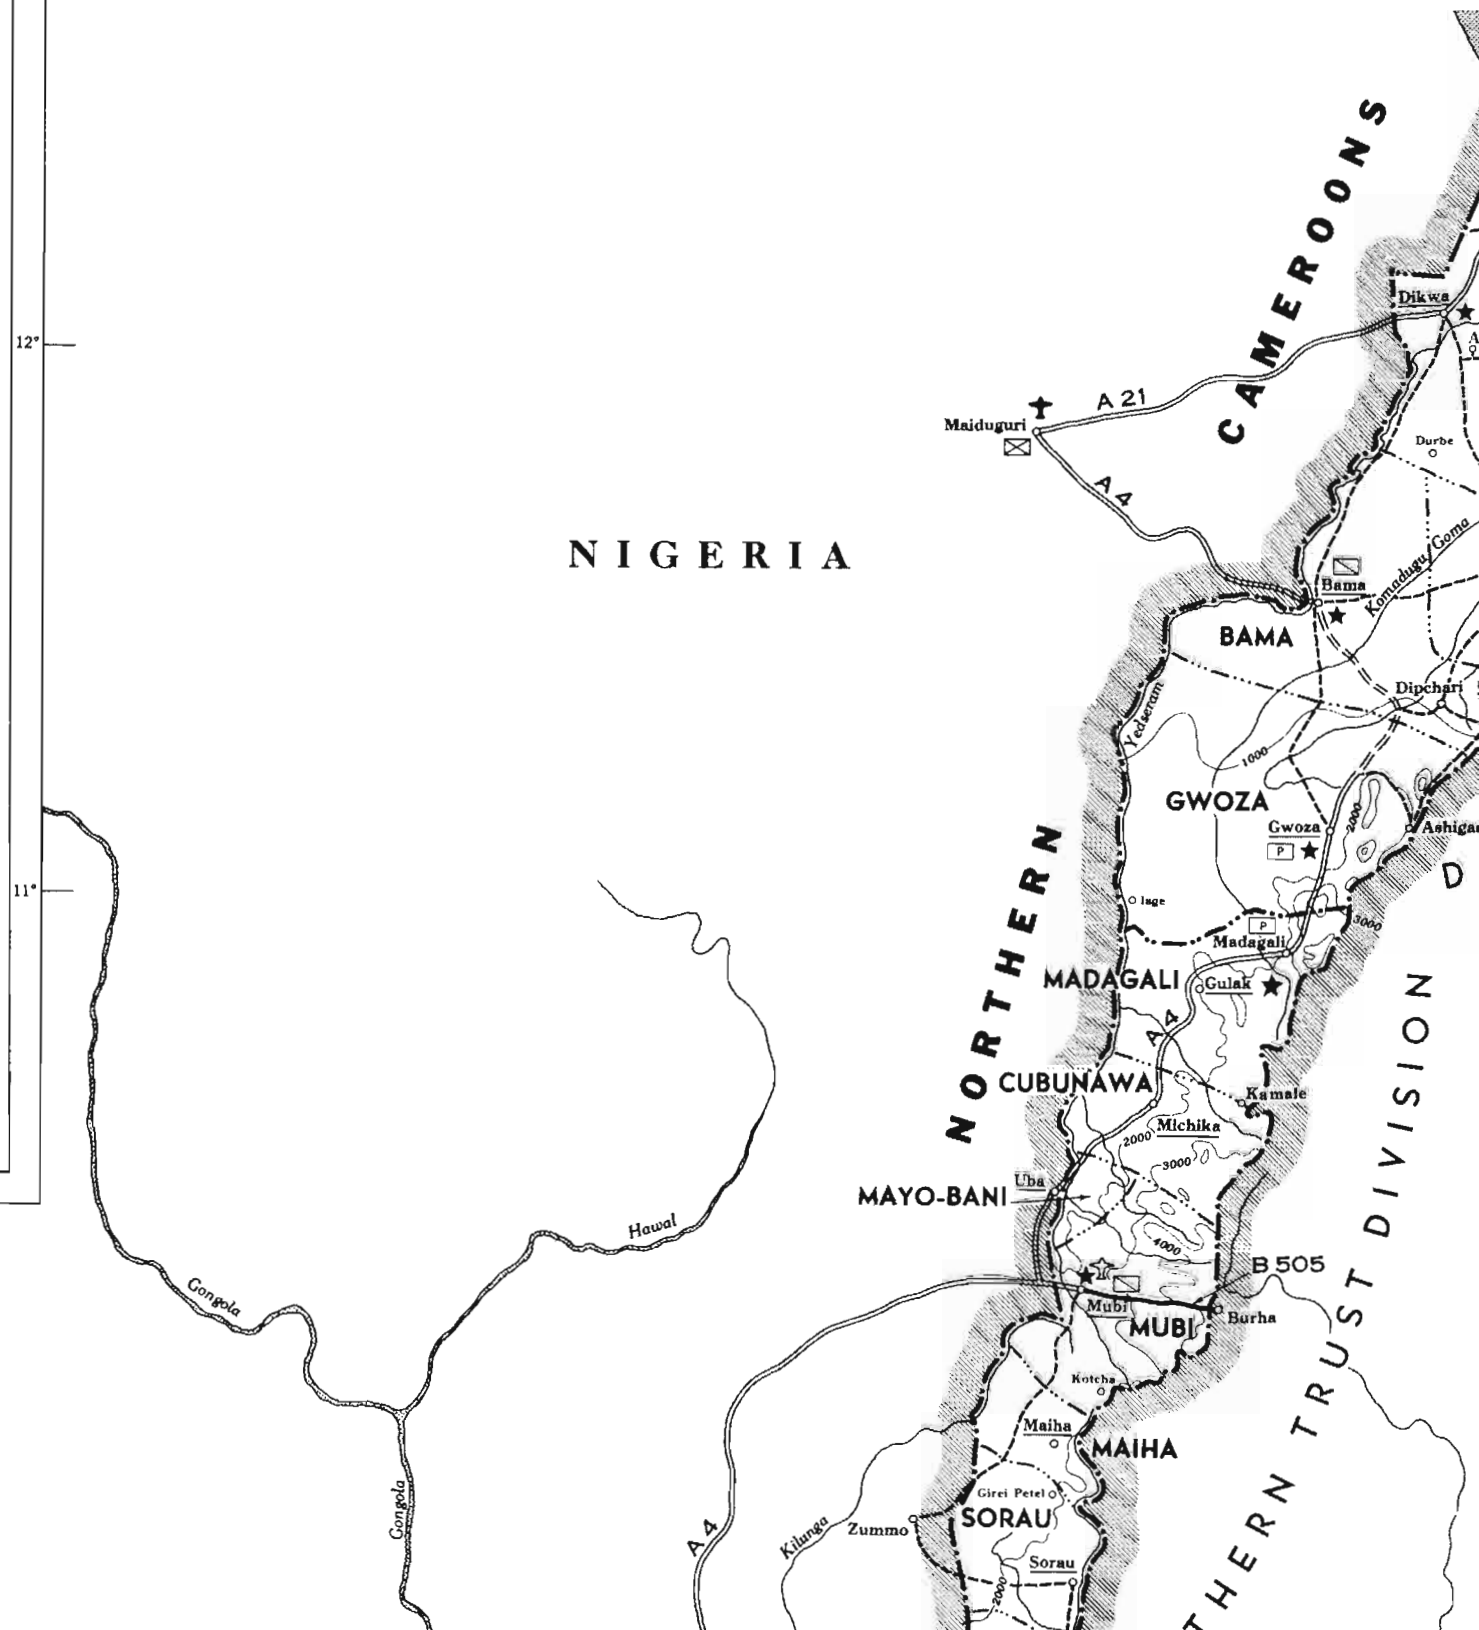 CAMEROONS
Dikwa
12°
A 21
Maiduguri
Durbe
A 4
NIGERIA
Komadugu Goma
Bama
BAMA
Dipchari
Yedseram
1000
GWOZA
2000
Gwoza
P
11°
NORTHERN
Isge
3000
P
Madagali
MADAGALI
Gulak
A 4
CUBUNAWA
Kamale
Michika
2000
3000
Uba
MAYO-BANI
Hawal
4000
B 505
Gongola
Mubi
Burha
MUBI
DIVISION
TRUST
Kotcha
Maiha
MAIHA
Girei Petel
SORAU
Gongola
A 4
Kilunga
Zummo
Sorau
2000
THERN